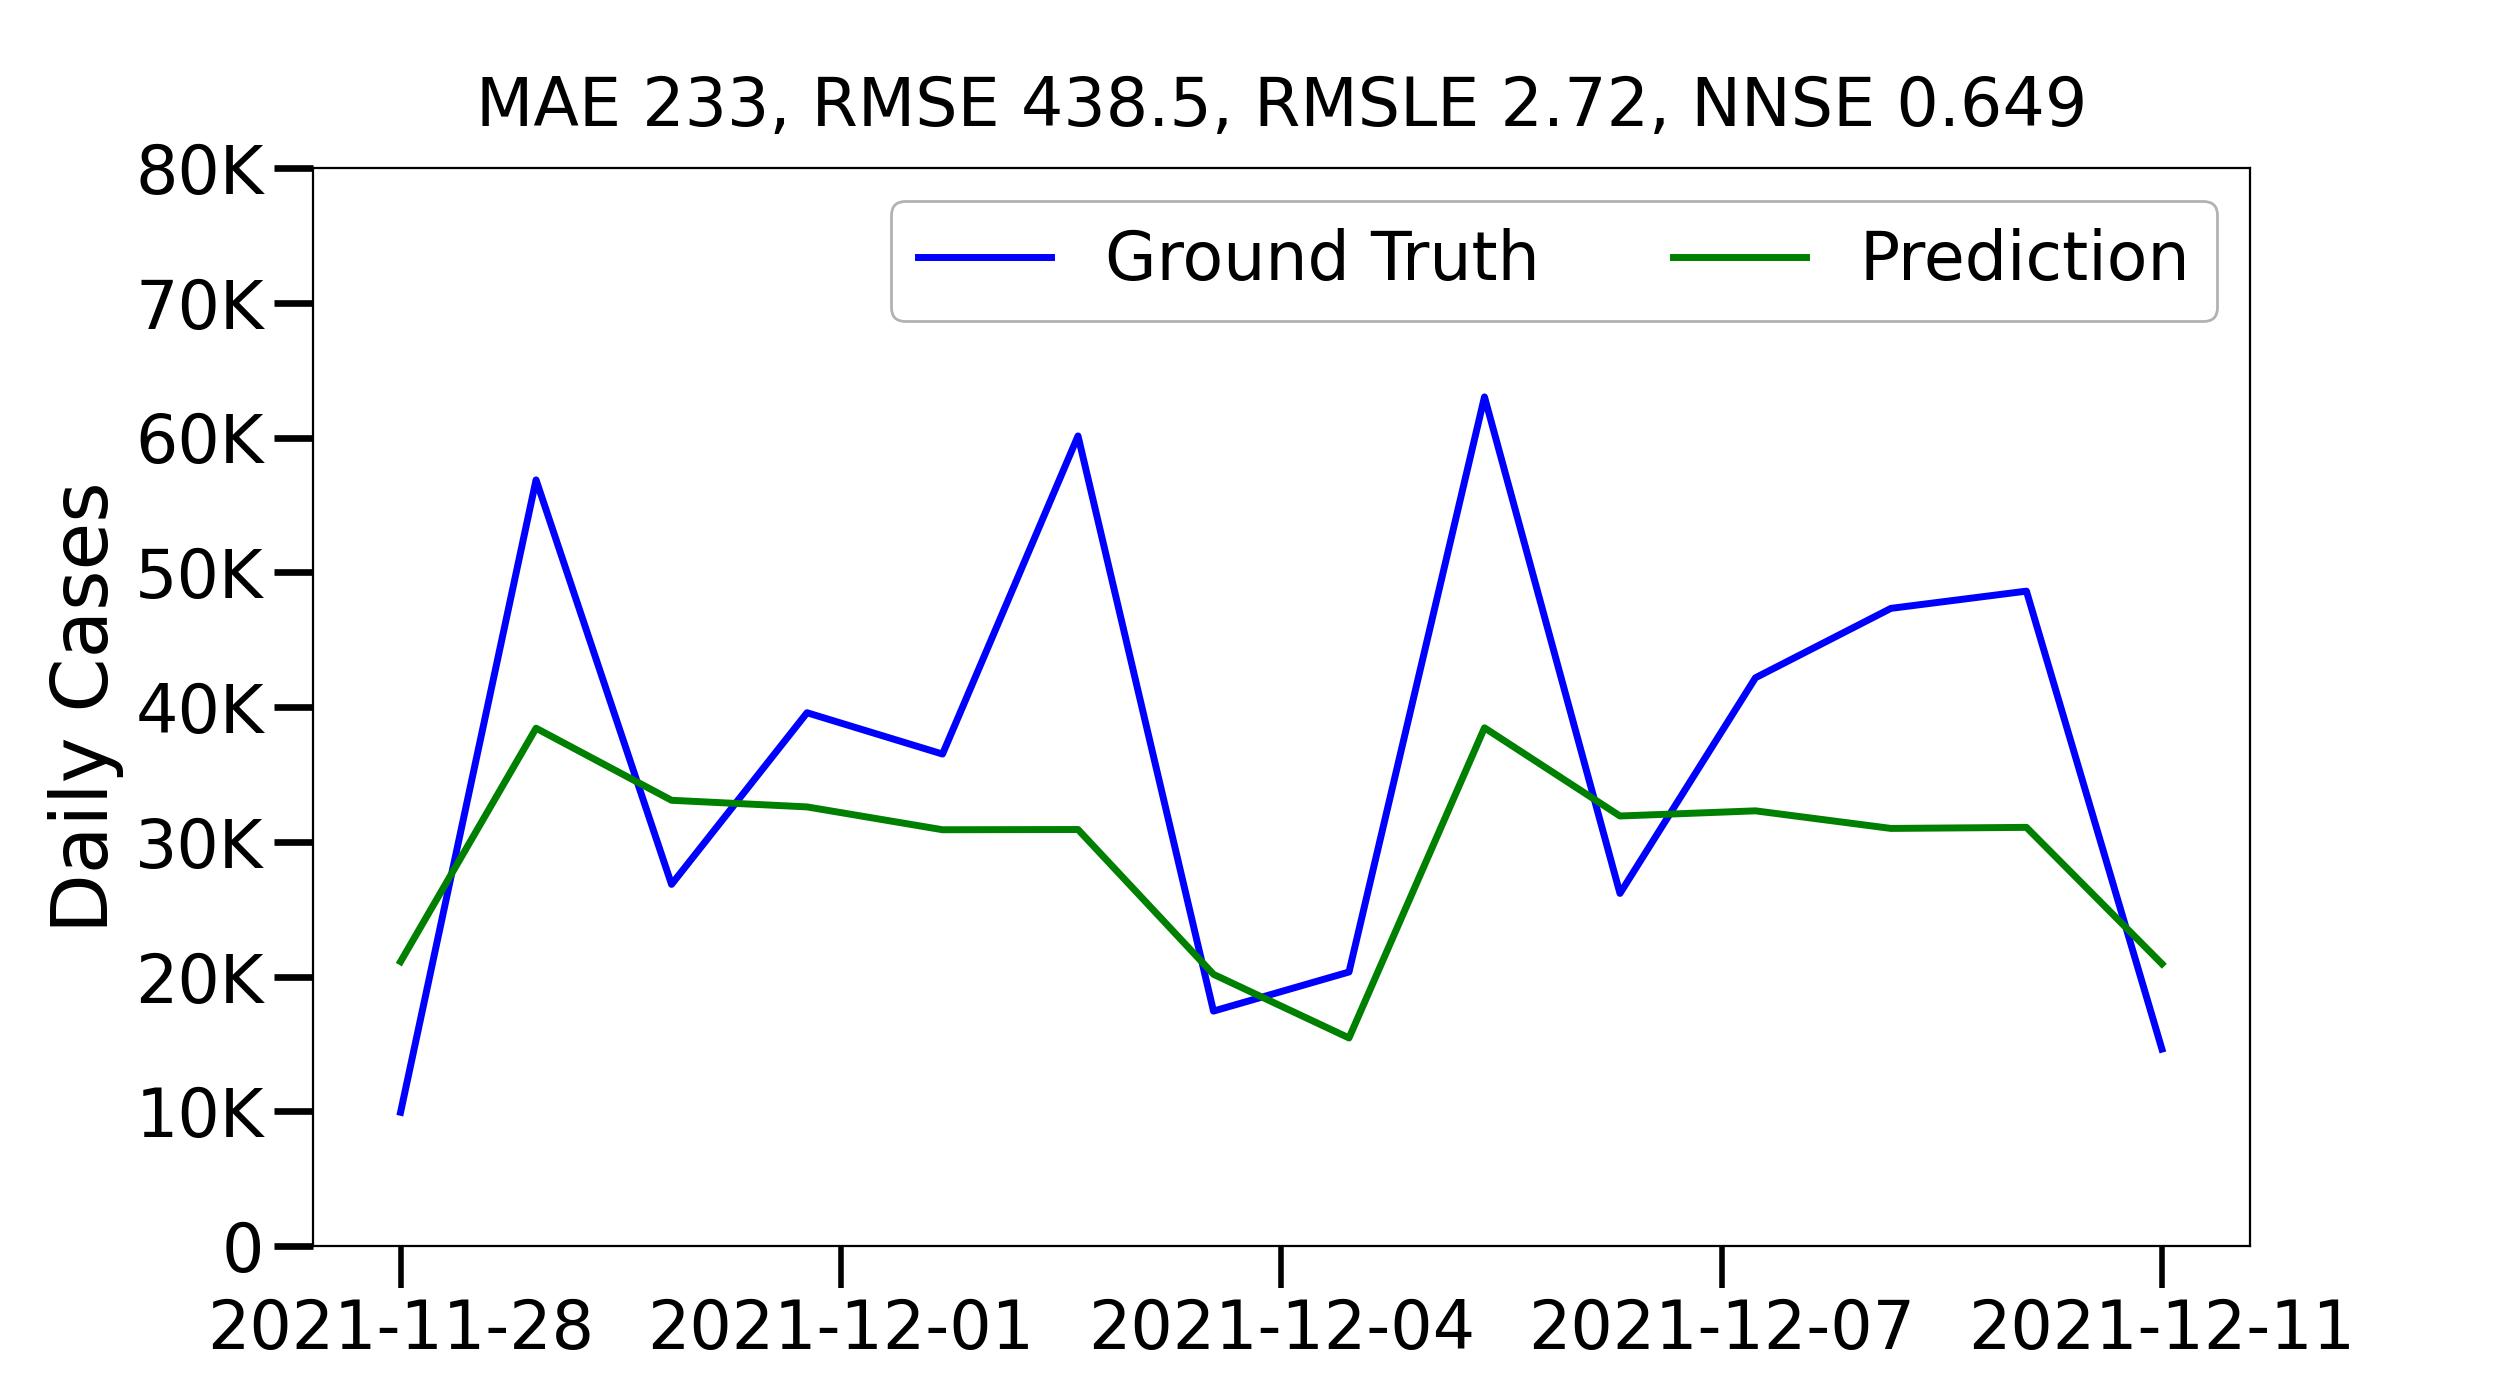 MAE 233, RMSE 438.5, RMSLE 2.72, NNSE 0.649
80K
70K
60K
50K
40K
30K
20K
10K
0
Daily Cases
Ground Truth Prediction
2021-11-28 2021-12-01 2021-12-04 2021-12-07 2021-12-11